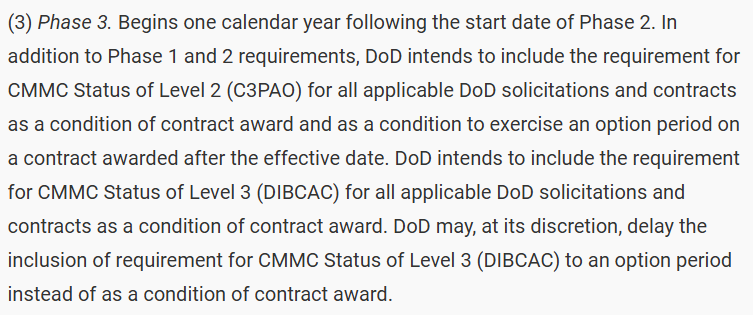 (3) Phase 3. Begins one calendar year following the start date of Phase 2. In
addition to Phase 1 and 2 requirements, DoD intends to include the requirement for
CMMC Status of Level 2 (C3PAO) for all applicable DoD solicitations and contracts
as a condition of contract award and as a condition to exercise an option period on
a contract awarded after the effective date. DoD intends to include the requirement
for CMMC Status of Level 3 (DIBCAC) for all applicable DoD solicitations and
contracts as a condition of contract award. DoD may, at its discretion, delay the
inclusion of requirement for CMMC Status of Level 3 (DIBCAC) to an option period
instead of as a condition of contract award.